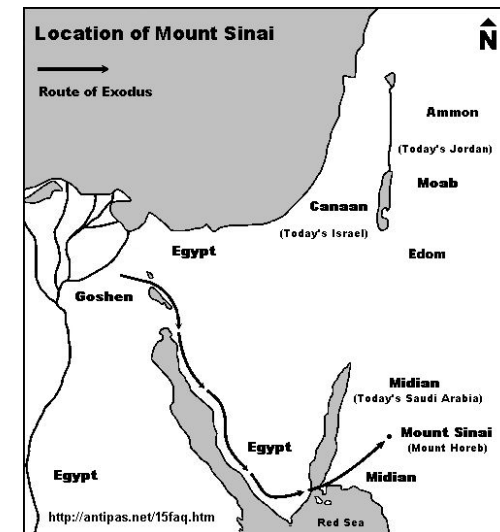 Location of Mount Sinai
N
Route of Exodus
Ammon
(Today's Jordan)
Moab
Canaan
(Today's Israel)
Egypt
Edom
Goshen
Midian
(Today's Saudi Arabia)
Mount Sinai
(Mount Horeb)
Egypt
Midian
Egypt
http://antipas.net/15faq.htm
Red Sea